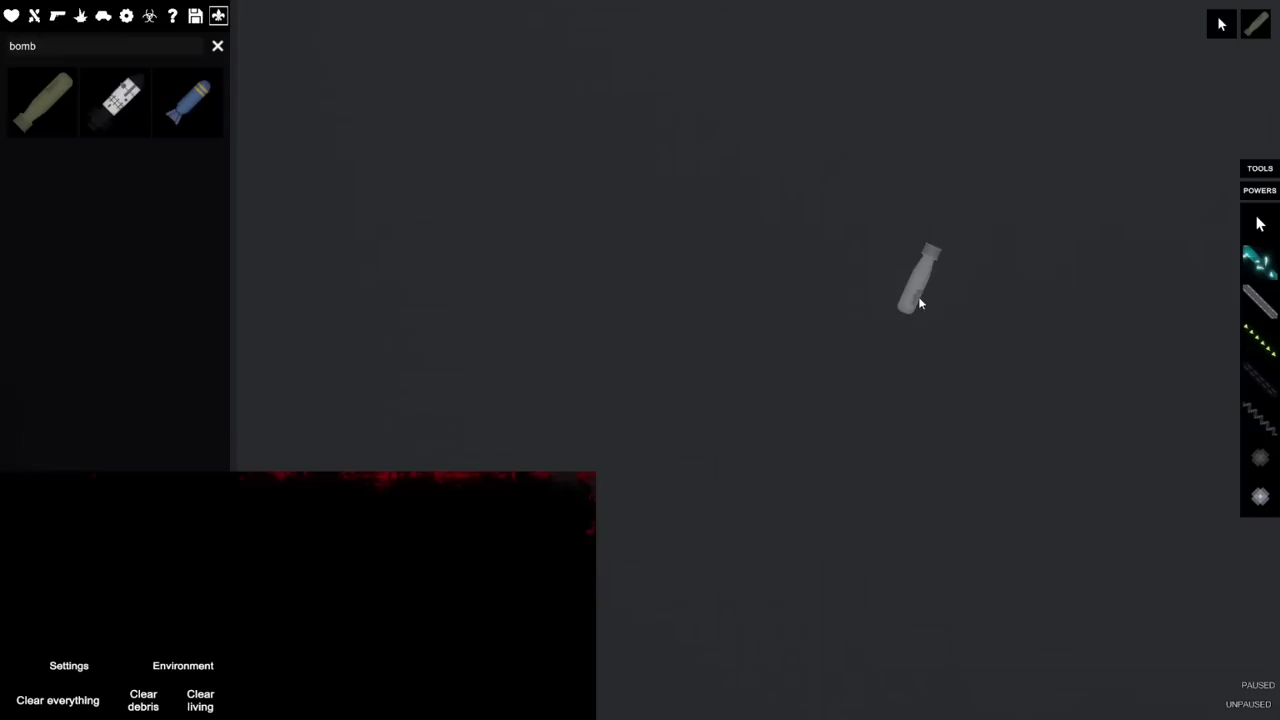 bomb
TOOLS
POWERS
Settings
Environment
Clear everything
Clear
debris
Clear
living
PAUSED
UNPAUSED